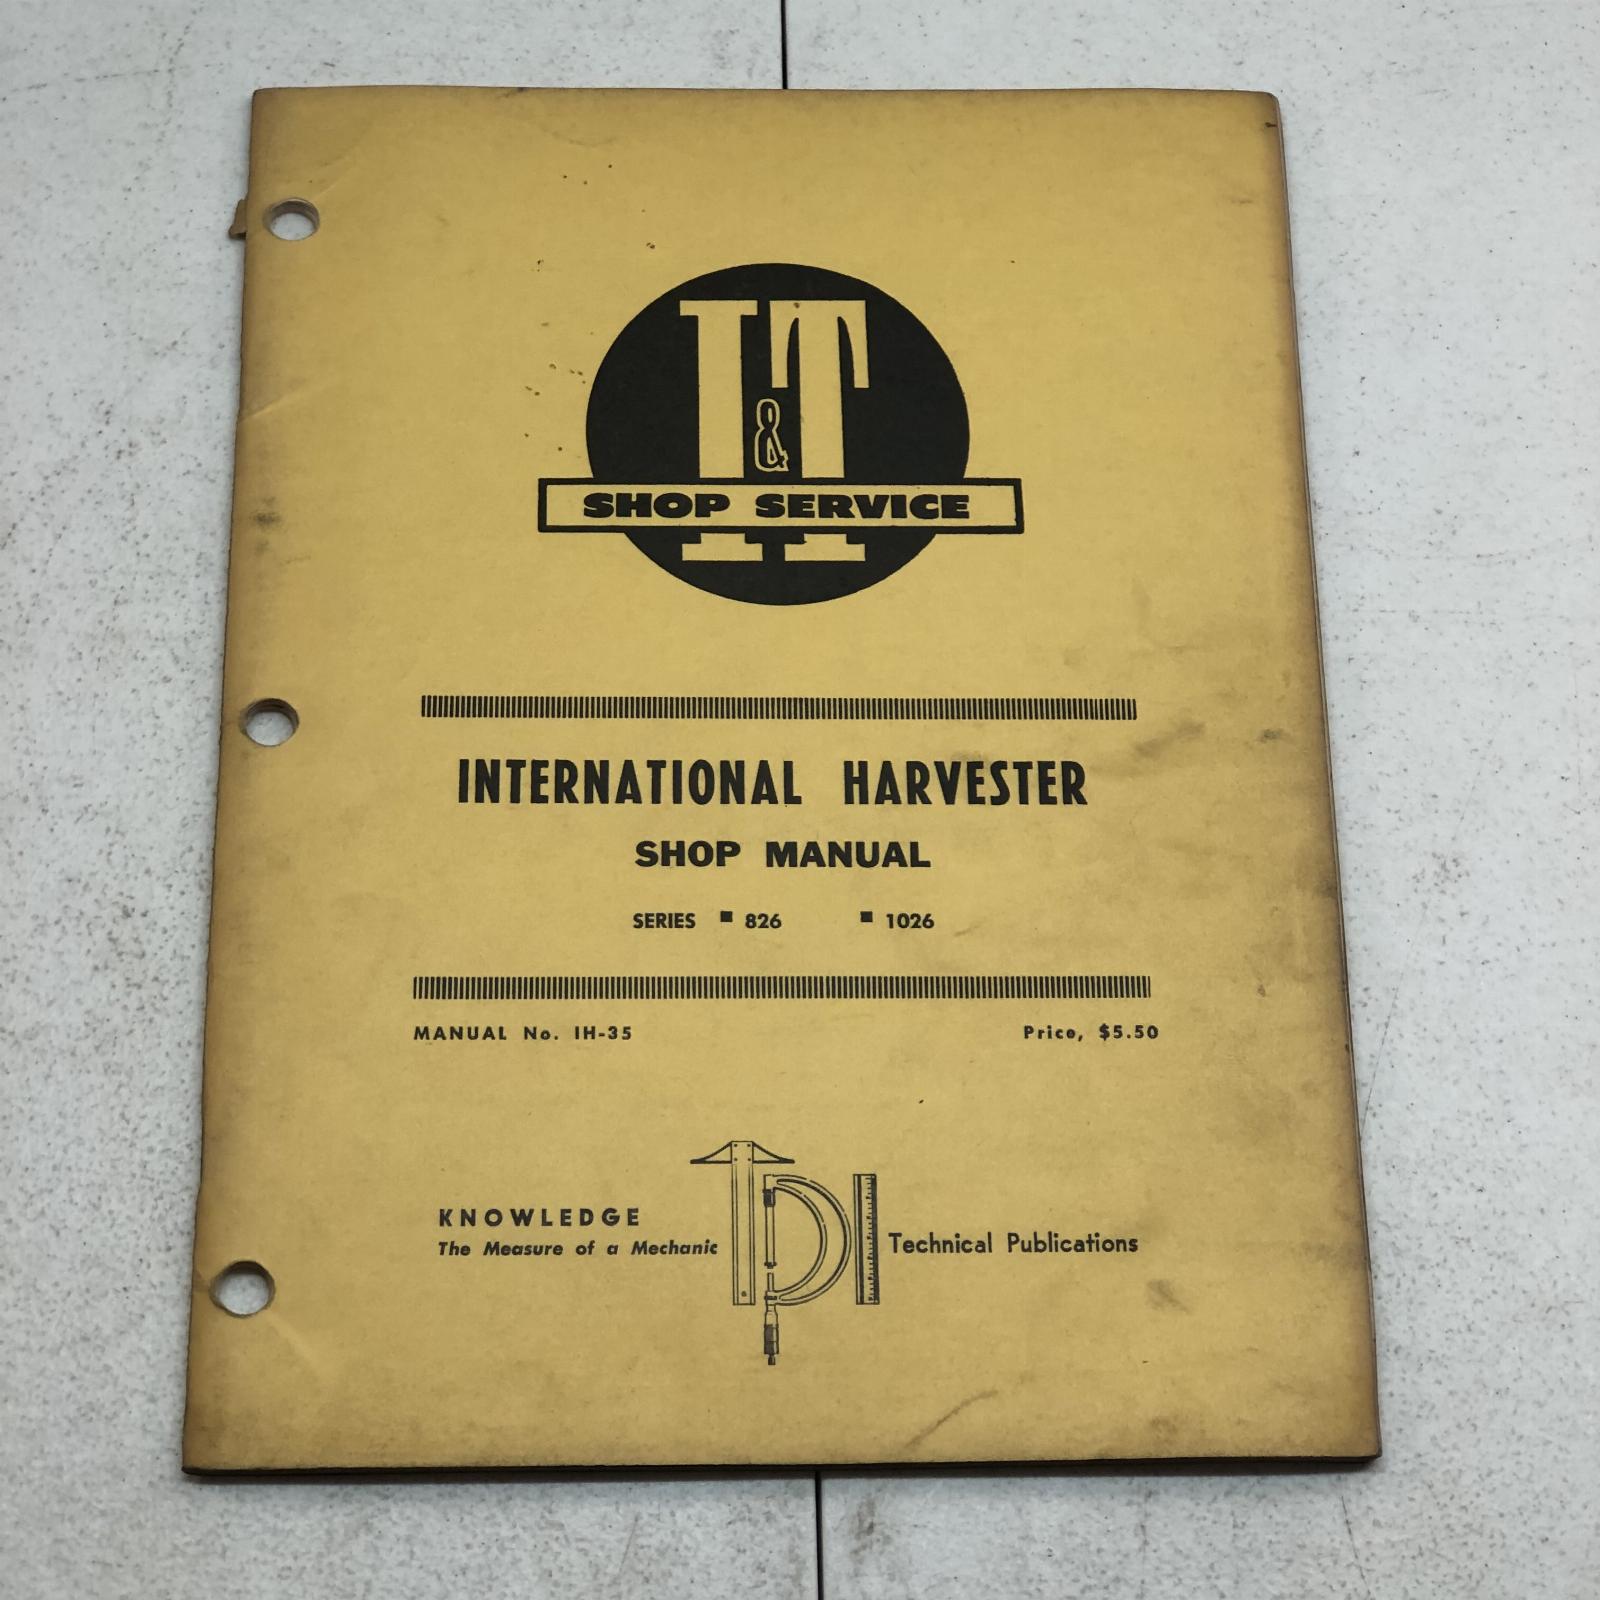 I&T
SHOP SERVICE
INTERNATIONAL HARVESTER
SHOP MANUAL
SERIES ■ 826 ■ 1026
MANUAL No. IH-35 Price, $5.50
KNOWLEDGE
The Measure of a Mechanic
TPI
Technical Publications